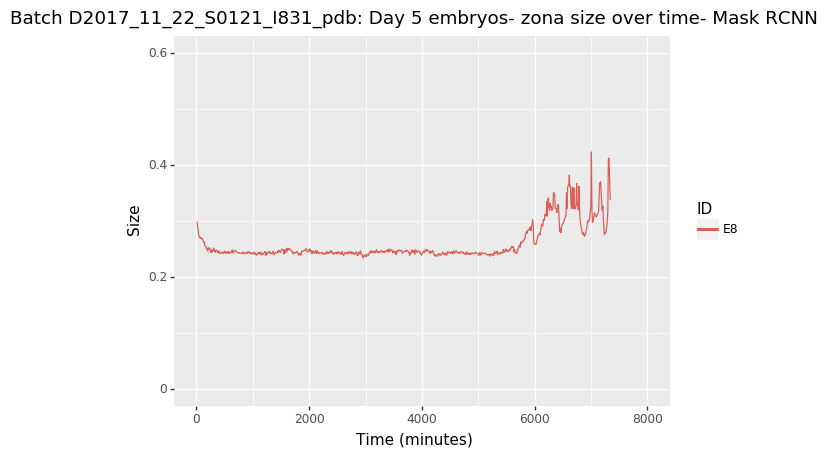 Batch D2017_11_22_S0121_I831_pdb: Day 5 embryos- zona size over time- Mask RCNN
0.6
0.4
0.2
0
Size
0 2000 4000 6000 8000
Time (minutes)
ID
E8